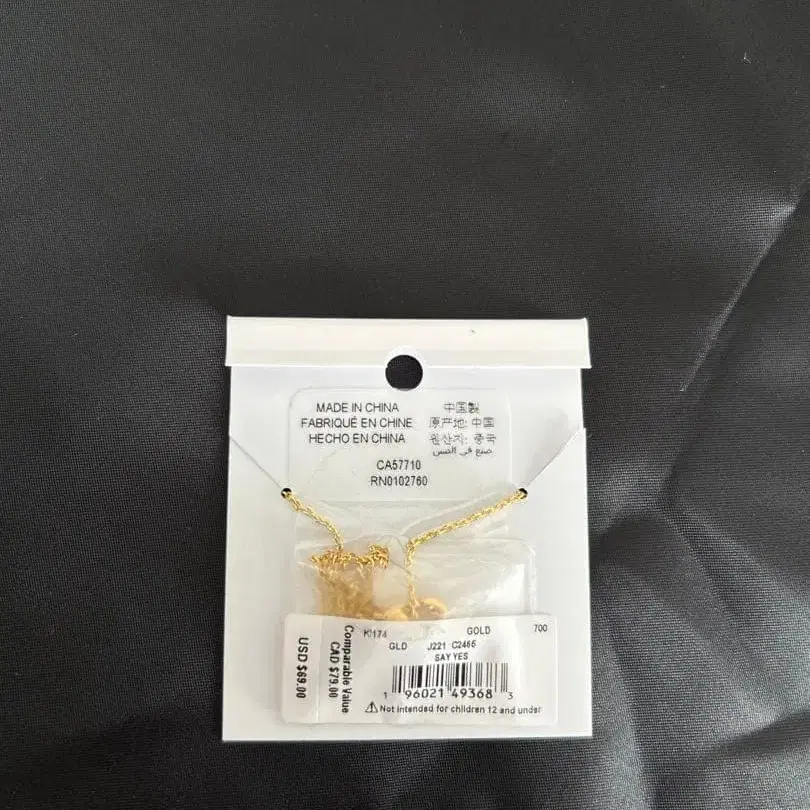 MADE IN CHINA
FABRIQUÉ EN CHINE
HECHO EN CHINA
中国製
原产地: 中国
원산지: 중국
صنع في الصين
CA57710
RN0102760
Comparable Value
CAD $79.00
USD $69.00
GOLD 700
GLD J221 C2465
SAY YES
1 96021 49368 3
⚠Not intended for children 12 and under